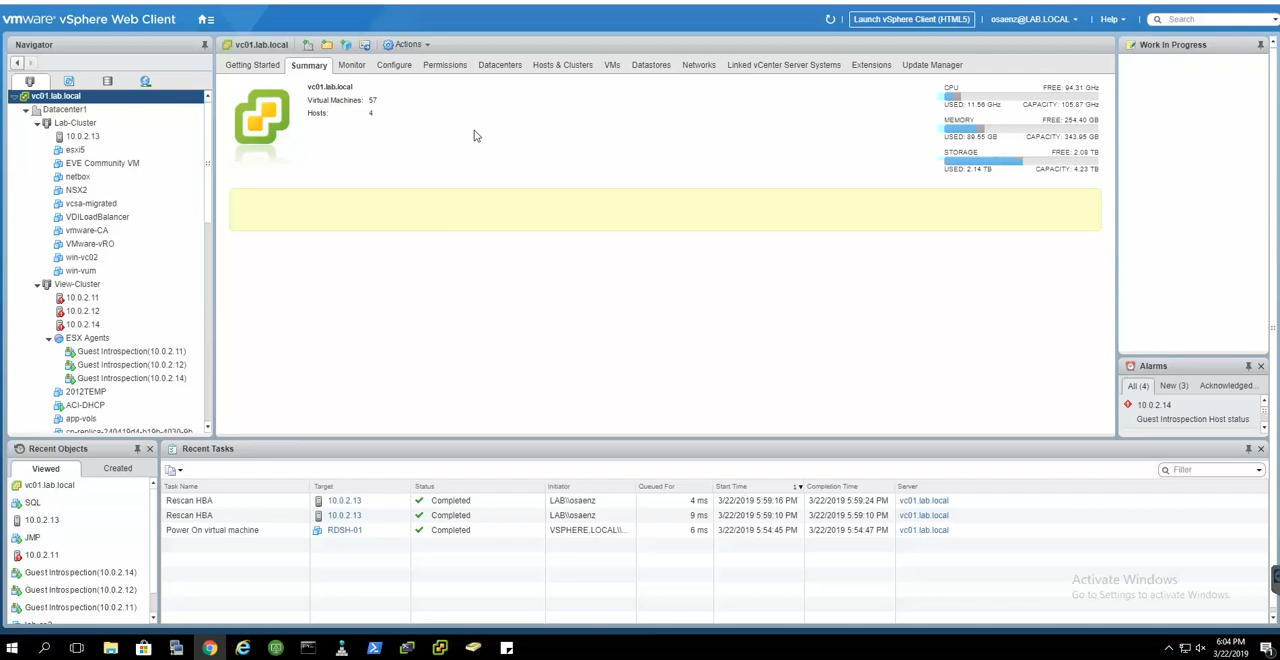 vmware® vSphere Web Client
Launch vSphere Client (HTML5)
osaenz@LAB.LOCAL
Help
Search
Navigator
vc01.lab.local
Datacenter1
Lab-Cluster
10.0.2.13
esxi5
EVE Community VM
netbox
NSX2
vcsa-migrated
VDILoadBalancer
vmware-CA
VMware-vRO
win-vc02
win-vum
View-Cluster
10.0.2.11
10.0.2.12
10.0.2.14
ESX Agents
Guest Introspection(10.0.2.11)
Guest Introspection(10.0.2.12)
Guest Introspection(10.0.2.14)
2012TEMP
ACI-DHCP
app-vols
vc01.lab.local
Actions
Getting Started Summary Monitor Configure Permissions Datacenters Hosts & Clusters VMs Datastores Networks Linked vCenter Server Systems Extensions Update Manager
vc01.lab.local
Virtual Machines: 57
Hosts: 4
CPU FREE: 94.31 GHz
USED: 11.56 GHz CAPACITY: 105.87 GHz
MEMORY FREE: 254.40 GB
USED: 89.55 GB CAPACITY: 343.95 GB
STORAGE FREE: 2.08 TB
USED: 2.14 TB CAPACITY: 4.23 TB
Work In Progress
Alarms
All (4) New (3) Acknowledged...
10.0.2.14
Guest Introspection Host status
Recent Objects
Viewed Created
vc01.lab.local
SQL
10.0.2.13
JMP
10.0.2.11
Guest Introspection(10.0.2.14)
Guest Introspection(10.0.2.12)
Guest Introspection(10.0.2.11)
Recent Tasks
Filter
Task Name Target Status Initiator Queued For Start Time 1 Completion Time Server
Rescan HBA 10.0.2.13 Completed LAB\\osaenz 4 ms 3/22/2019 5:59:16 PM 3/22/2019 5:59:24 PM vc01.lab.local
Rescan HBA 10.0.2.13 Completed LAB\\osaenz 9 ms 3/22/2019 5:59:10 PM 3/22/2019 5:59:10 PM vc01.lab.local
Power On virtual machine RDSH-01 Completed VSPHERE.LOCAL\\... 6 ms 3/22/2019 5:54:45 PM 3/22/2019 5:54:47 PM vc01.lab.local
Activate Windows
Go to Settings to activate Windows.
6:04 PM
3/22/2019